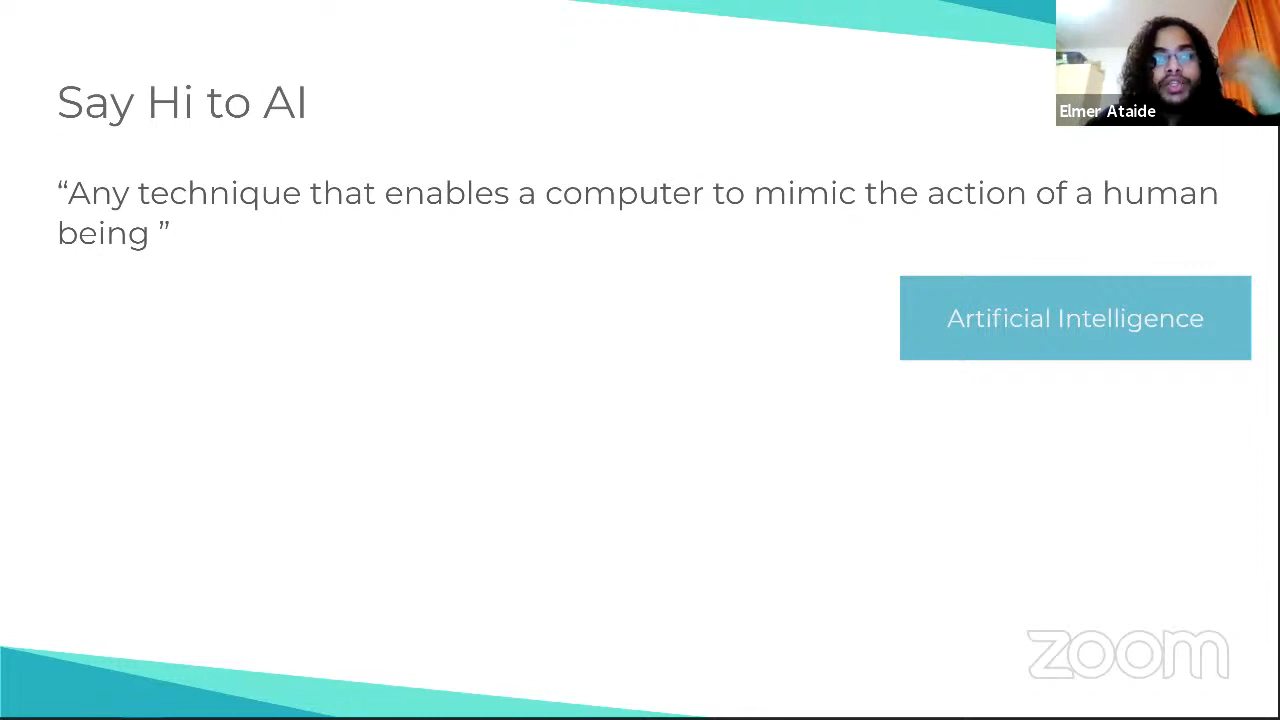 Say Hi to AI
Elmer Ataide
“Any technique that enables a computer to mimic the action of a human
being ”
Artificial Intelligence
zoom